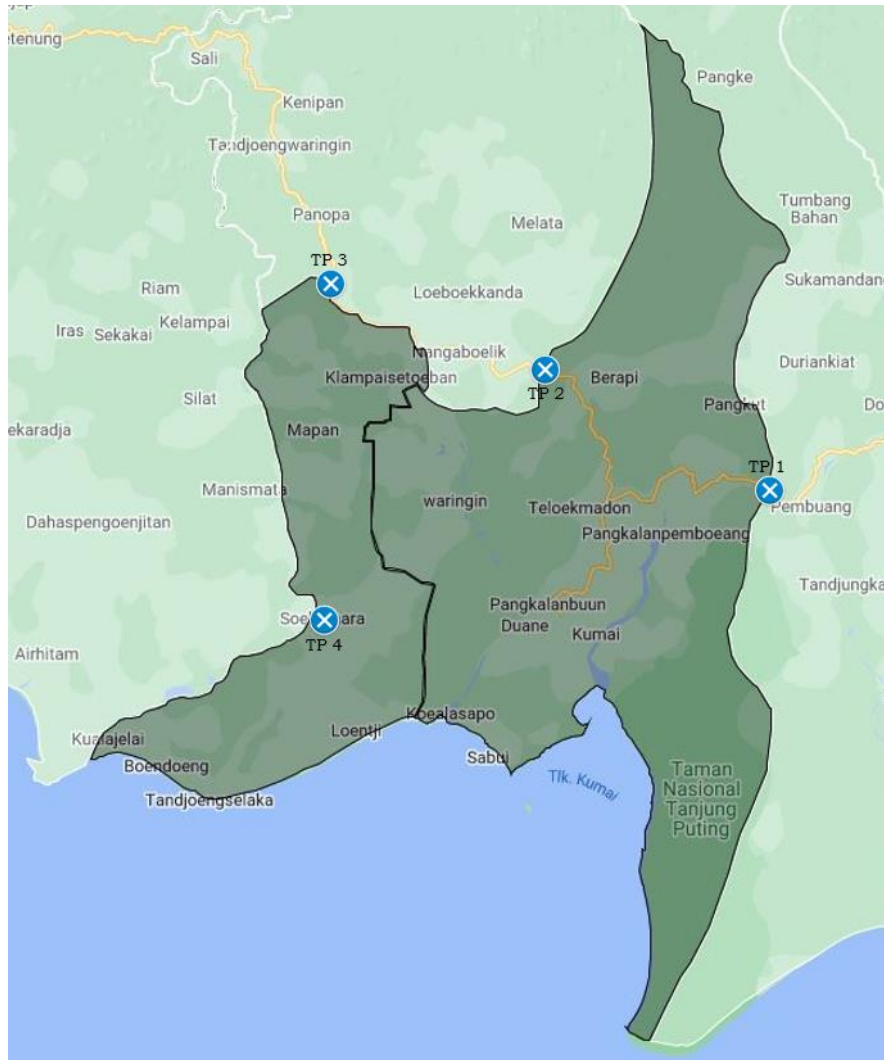 etenung
Sali
Pangke
Kenipan
Tandjoengwaringin
Tumbang
Bahan
Panopa
Melata
TP 3
Sukamandang
Riam
Loeboekkanda
Kelampai
Iras
Sekakai
Nangaboelik
Duriankiat
TP 2
Klampaisetoeban
Berapi
Silat
Pangkut
Do
ekaradja
Mapan
TP 1
Manismata
waringin
Teloekmadon
Pembuang
Dahaspengoenjitan
Pangkalanpemboeang
Tandjungka
Pangkalanbuun
Duane
Kumai
TP 4
Airhitam
Koealasapo
Kualajelai
Loentji
Boendoeng
Sabui
Taman
Nasional
Tanjung
Puting
Tlk. Kumai
Tandjoengselaka